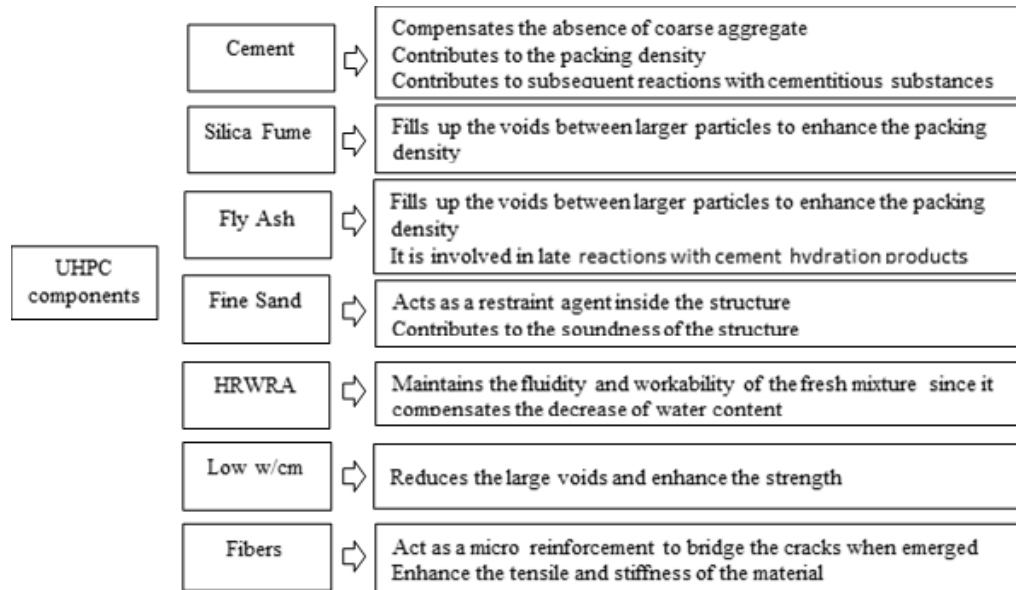 UHPC
components
Cement
Compensates the absence of coarse aggregate
Contributes to the packing density
Contributes to subsequent reactions with cementitious substances
Silica Fume
Fills up the voids between larger particles to enhance the packing
density
Fly Ash
Fills up the voids between larger particles to enhance the packing
density
It is involved in late reactions with cement hydration products
Fine Sand
Acts as a restraint agent inside the structure
Contributes to the soundness of the structure
HRWRA
Maintains the fluidity and workability of the fresh mixture since it
compensates the decrease of water content
Low w/cm
Reduces the large voids and enhance the strength
Fibers
Act as a micro reinforcement to bridge the cracks when emerged
Enhance the tensile and stiffness of the material